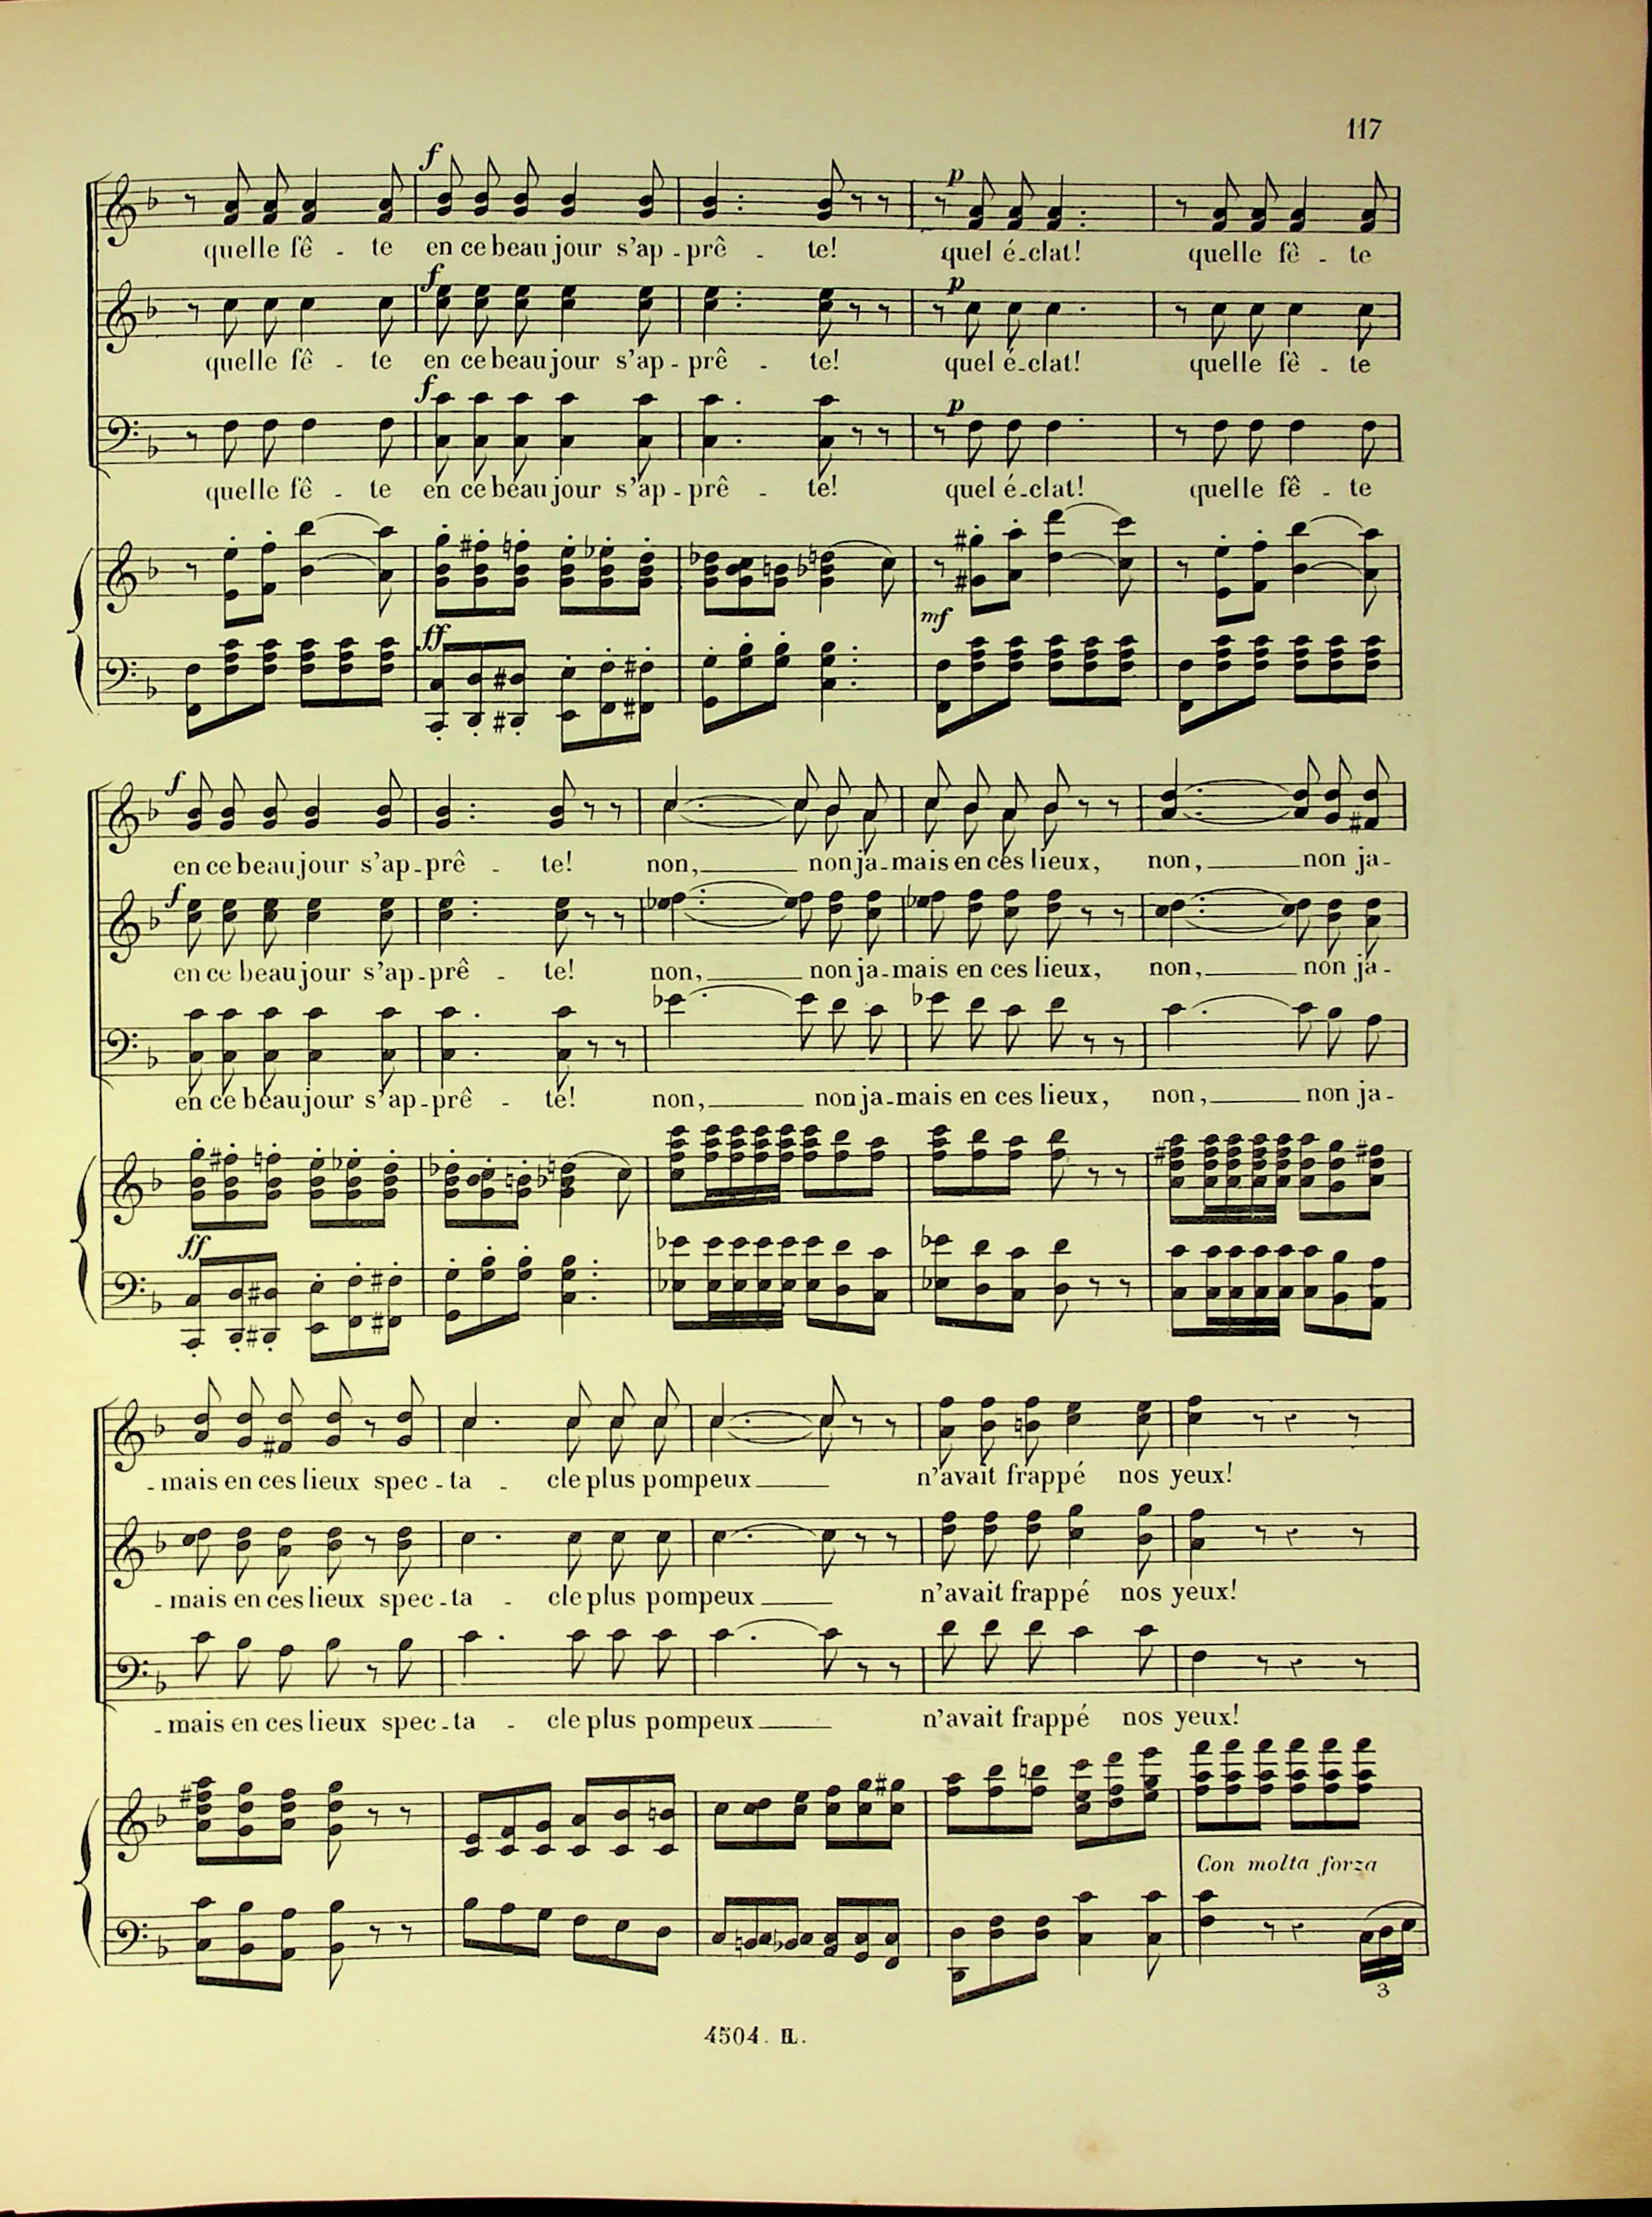 117
f
quelle fê - te en ce beau jour s'ap - prê - te! quel é - clat! quelle fê - te
f p
quelle fê - te en ce beau jour s'ap - prê - te! quel é - clat! quelle fê - te
f p
quelle fê - te en ce beau jour s'ap - prê - te! quel é - clat! quelle fê - te
ff mf
f
en ce beau jour s'ap - prê - te! non, non ja - mais en ces lieux, non, non ja -
f
en ce beau jour s'ap - prê - te! non, non ja - mais en ces lieux, non, non ja -
en ce beau jour s'ap - prê - te! non, non ja - mais en ces lieux, non, non ja -
ff
- mais en ces lieux spec - ta - cle plus pompeux n'avait frappé nos yeux!
- mais en ces lieux spec - ta - cle plus pompeux n'avait frappé nos yeux!
- mais en ces lieux spec - ta - cle plus pompeux n'avait frappé nos yeux!
Con molta forza
3
4504. H.